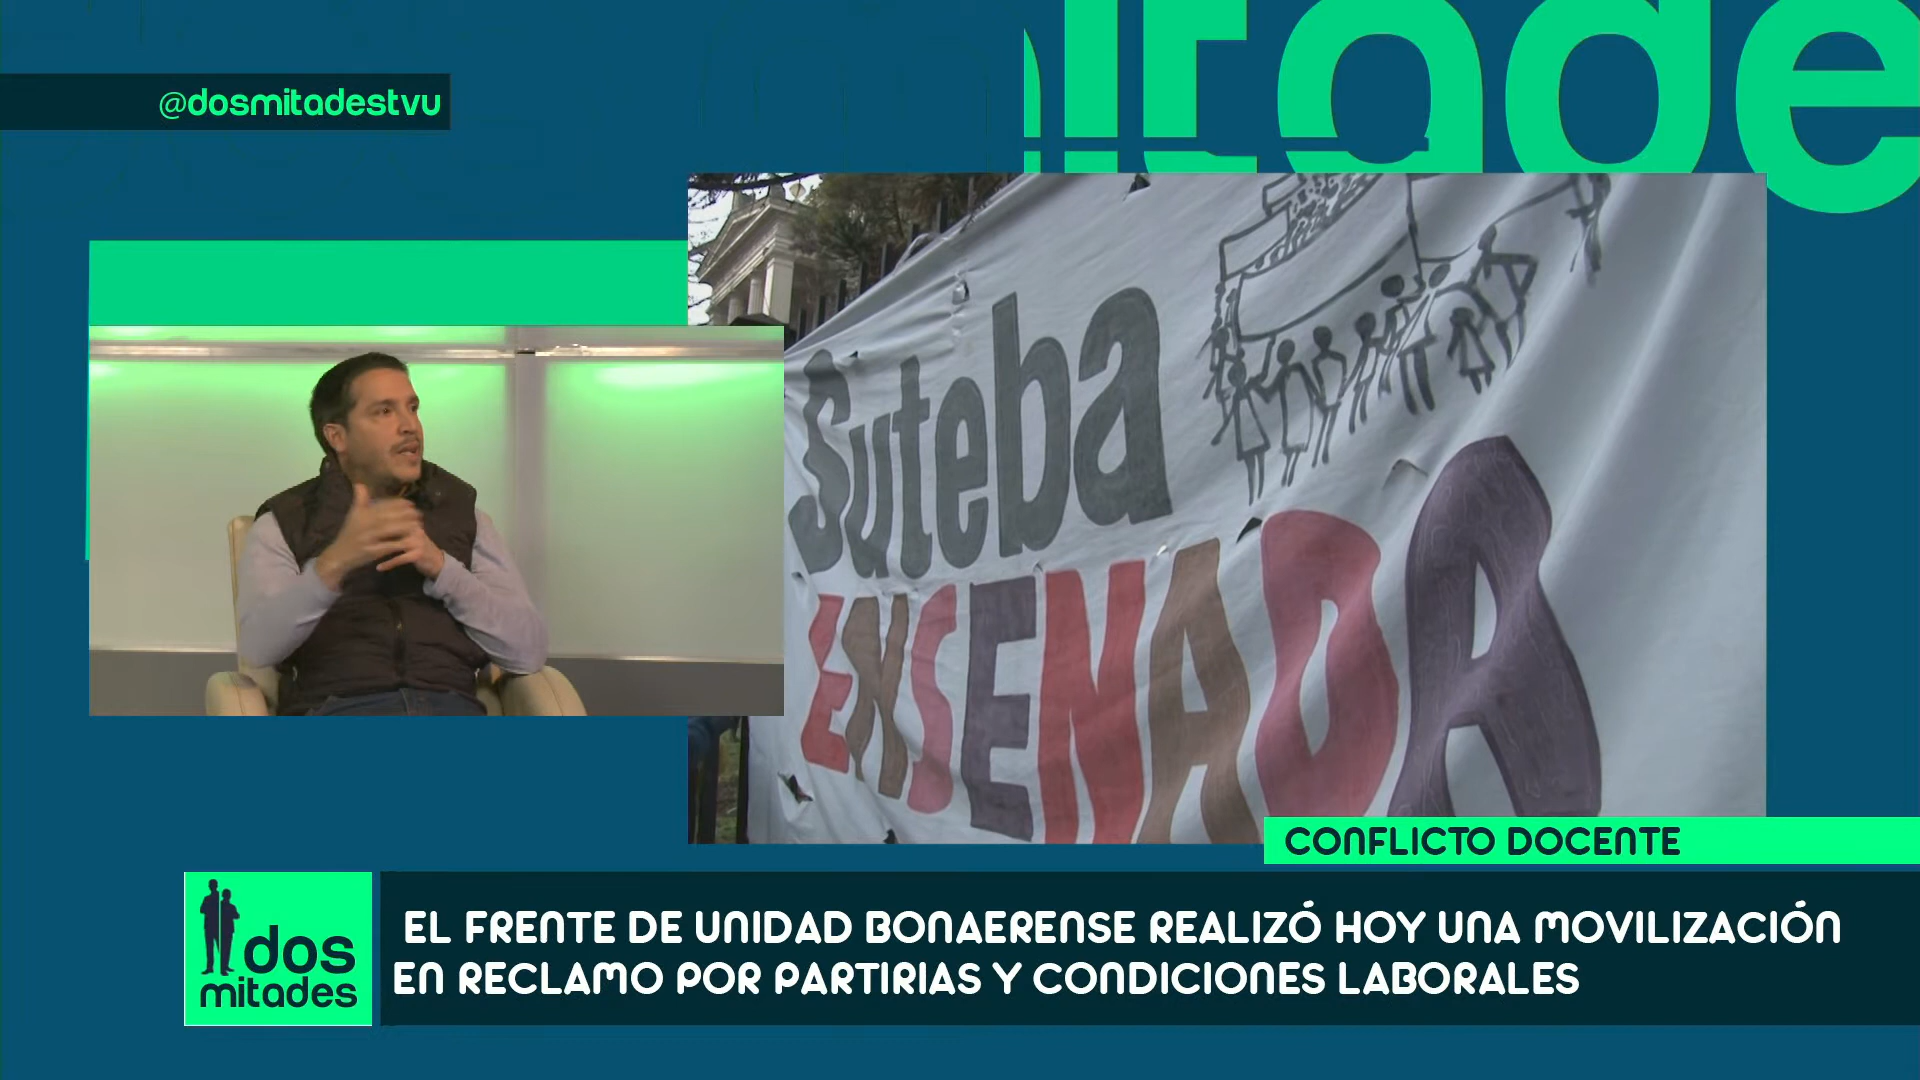 itade
@dosmitadestvu
Suteba
ENSENADA
CONFLICTO DOCENTE
EL FRENTE DE UNIDAD BONAERENSE REALIZÓ HOY UNA MOVILIZACIÓN
EN RECLAMO POR PARTIRIAS Y CONDICIONES LABORALES
dos
mitades